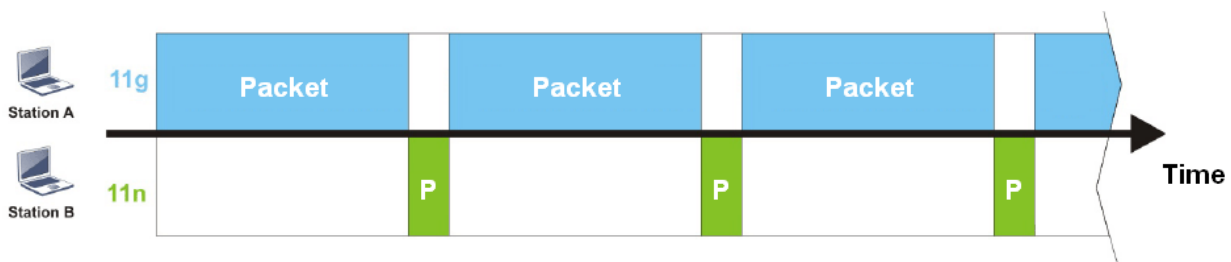 11g
Packet
Packet
Packet
Station A
11n
P
P
P
Time
Station B